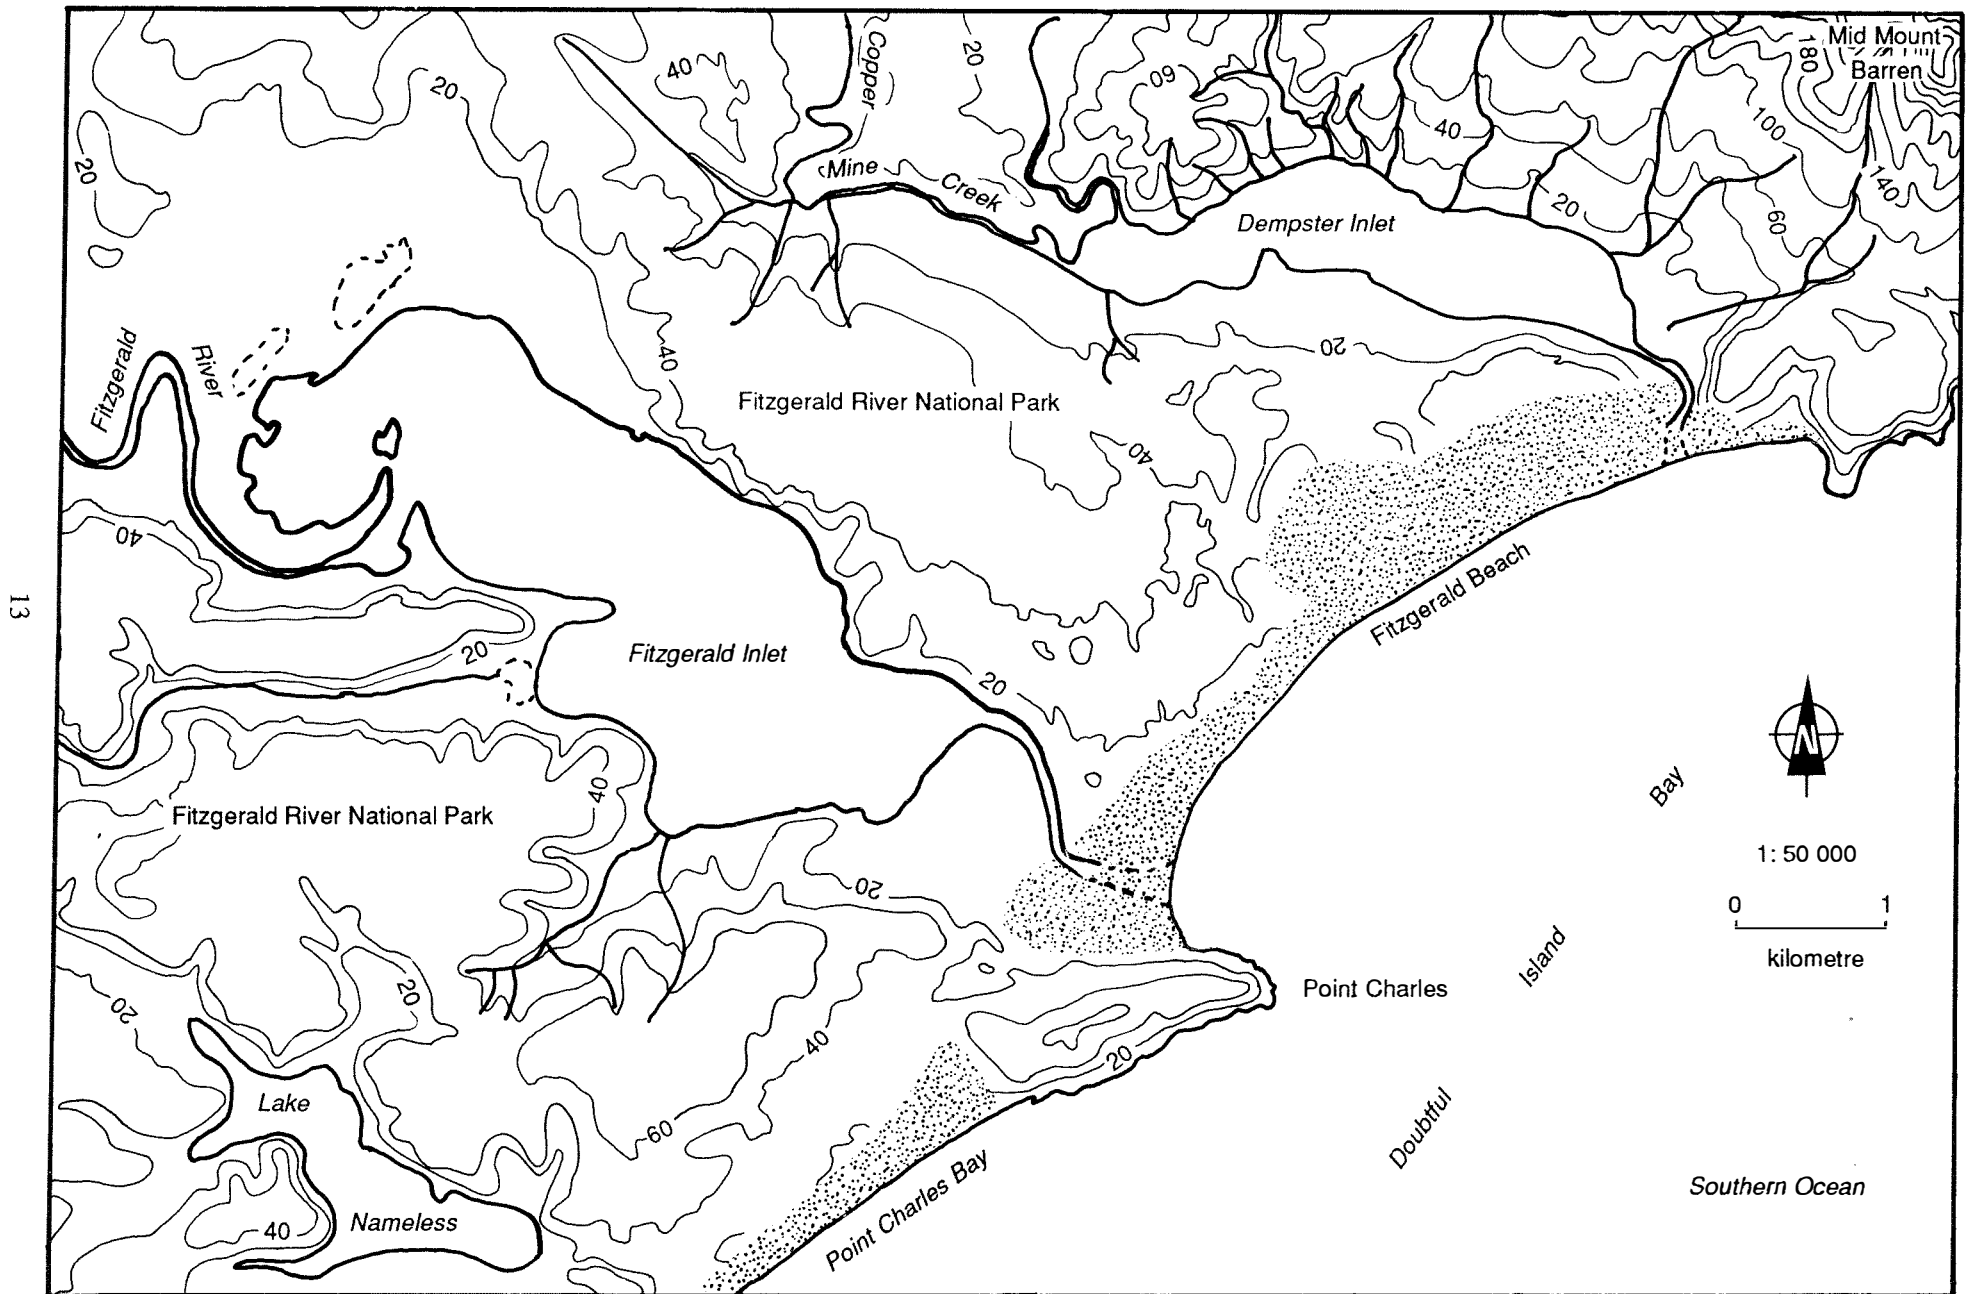 Mid Mount
Barren
180
20
40
Copper
20
60
40
100
140
20
Mine
Creek
20
60
Dempster Inlet
Fitzgerald
River
40
20
Fitzgerald River National Park
40
40
Fitzgerald Beach
13
20
Fitzgerald Inlet
20
40
Fitzgerald River National Park
Bay
N
1: 50 000
0 1
kilometre
20
Island
Point Charles
20
20
40
20
Doubtful
Lake
60
Point Charles Bay
Southern Ocean
40
Nameless